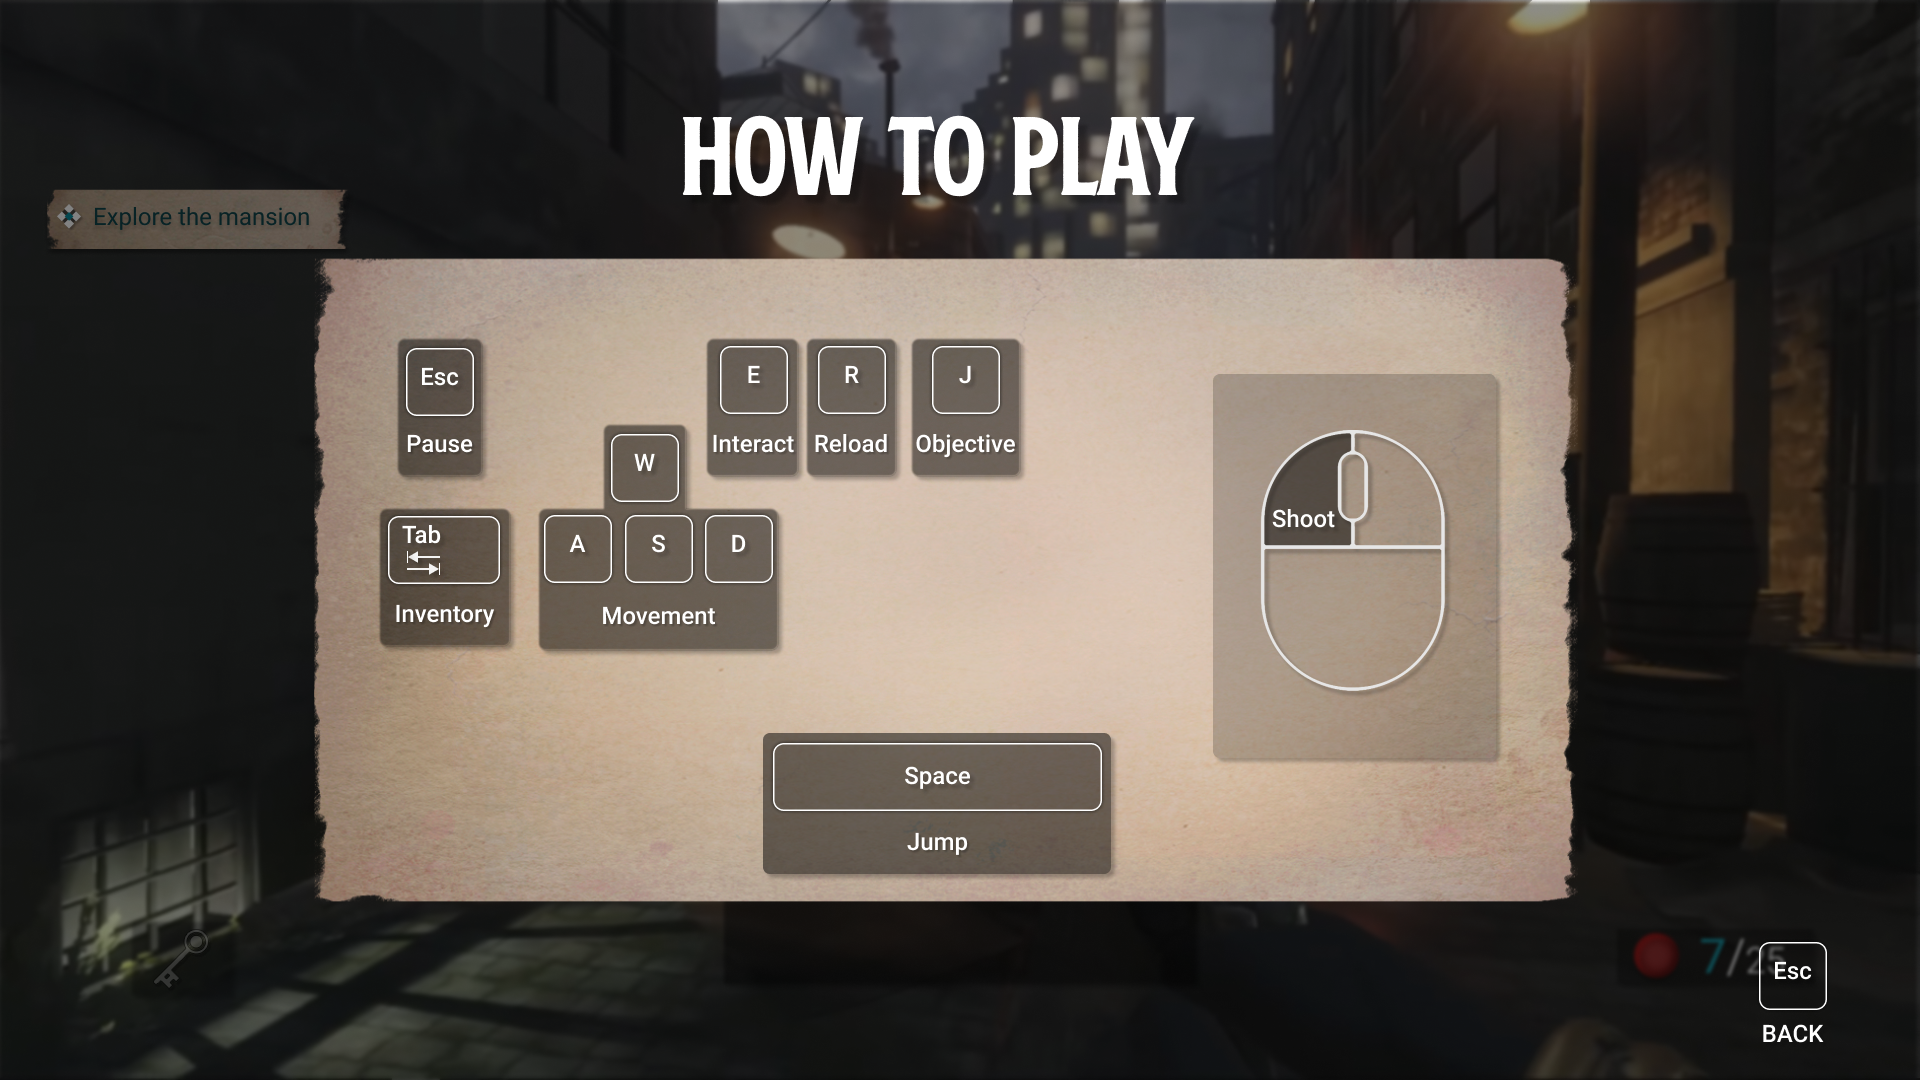 HOW TO PLAY
Explore the mansion
Esc
Pause
E
Interact
R
Reload
J
Objective
W
Tab
Inventory
A
S
D
Movement
Shoot
Space
Jump
7/25
Esc
BACK